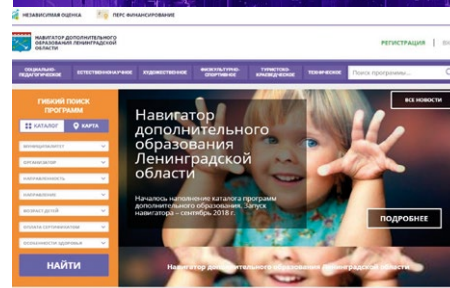 НЕЗАВИСИМАЯ ОЦЕНКА
ПЕРС ФИНАНСИРОВАНИЕ
НАВИГАТОР ДОПОЛНИТЕЛЬНОГО
ОБРАЗОВАНИЯ ЛЕНИНГРАДСКОЙ
ОБЛАСТИ
РЕГИСТРАЦИЯ
СОЦИАЛЬНО-
ПЕДАГОГИЧЕСКОЕ
ЕСТЕСТВЕННОНАУЧНОЕ
ХУДОЖЕСТВЕННОЕ
ФИЗКУЛЬТУРНО-
СПОРТИВНОЕ
ТУРИСТСКО-
КРАЕВЕДЧЕСКОЕ
ТЕХНИЧЕСКОЕ
Поиск программы...
ГИБКИЙ ПОИСК
ПРОГРАММ
КАТАЛОГ
КАРТА
МУНИЦИПАЛИТЕТ
ОРГАНИЗАТОР
НАПРАВЛЕННОСТЬ
НАПРАВЛЕНИЕ
ВОЗРАСТ ДЕТЕЙ
ОПЛАТА СЕРТИФИКАТОМ
ОСОБЕННОСТИ ЗДОРОВЬЯ
НАЙТИ
ВСЕ НОВОСТИ
Навигатор
дополнительного
образования
Ленинградской
области
Началось наполнение каталога программ
дополнительного образования. Запуск
навигатора – сентябрь 2018 г.
ПОДРОБНЕЕ
Навигатор дополнительного образования Ленинградской области